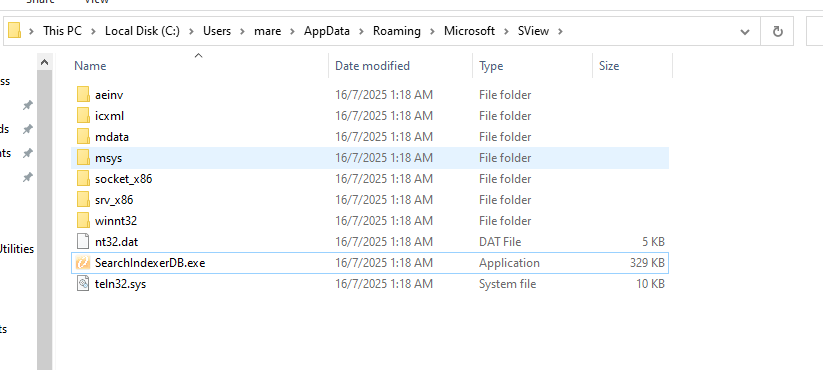 Share View
This PC > Local Disk (C:) > Users > mare > AppData > Roaming > Microsoft > SView >
Name Date modified Type Size
aeinv 16/7/2025 1:18 AM File folder
icxml 16/7/2025 1:18 AM File folder
mdata 16/7/2025 1:18 AM File folder
msys 16/7/2025 1:18 AM File folder
socket_x86 16/7/2025 1:18 AM File folder
srv_x86 16/7/2025 1:18 AM File folder
winnt32 16/7/2025 1:18 AM File folder
nt32.dat 16/7/2025 1:18 AM DAT File 5 KB
SearchIndexerDB.exe 16/7/2025 1:18 AM Application 329 KB
teln32.sys 16/7/2025 1:18 AM System file 10 KB
ss
ds
nts
Utilities
ts